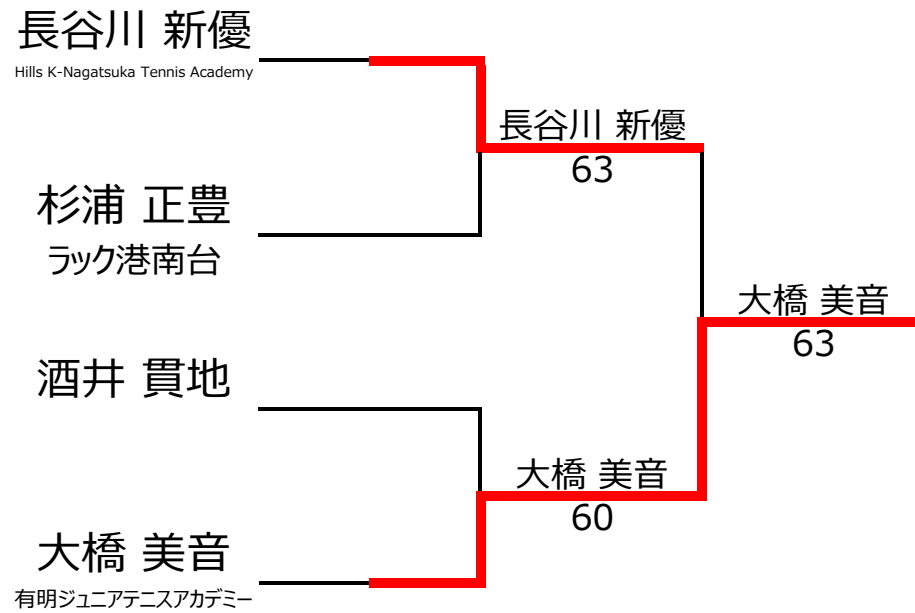 長谷川 新優
Hills K-Nagatsuka Tennis Academy
長谷川 新優
63
杉浦 正豊
ラック港南台
大橋 美音
63
酒井 貫地
大橋 美音
60
大橋 美音
有明ジュニアテニスアカデミー